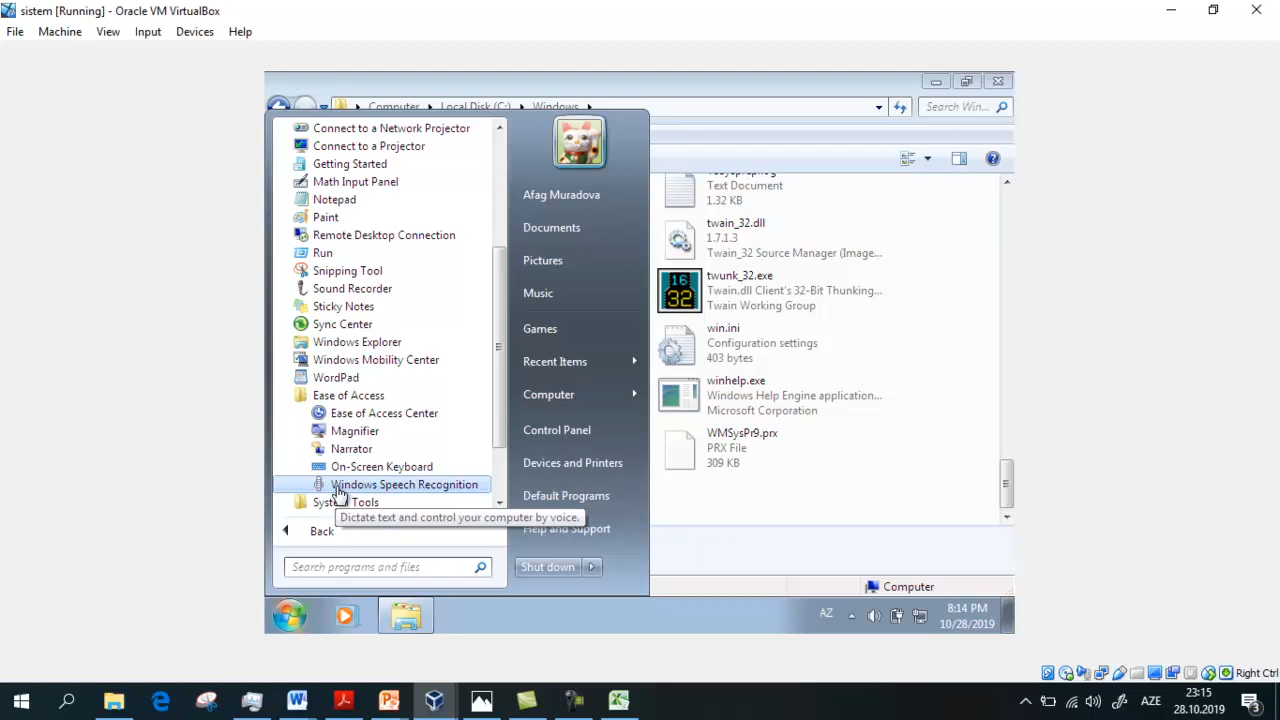 sistem [Running] - Oracle VM VirtualBox
File Machine View Input Devices Help
Computer Local Disk (C:) Windows
Search Win...
Connect to a Network Projector
Connect to a Projector
Getting Started
Math Input Panel
Notepad
Paint
Remote Desktop Connection
Run
Snipping Tool
Sound Recorder
Sticky Notes
Sync Center
Windows Explorer
Windows Mobility Center
WordPad
Ease of Access
Ease of Access Center
Magnifier
Narrator
On-Screen Keyboard
Windows Speech Recognition
System Tools
Dictate text and control your computer by voice.
Back
Search programs and files
Afag Muradova
Documents
Pictures
Music
Games
Recent Items
Computer
Control Panel
Devices and Printers
Default Programs
Help and Support
Shut down
Text Document
1.32 KB
twain_32.dll
1.7.1.3
Twain_32 Source Manager (Image...
twunk_32.exe
Twain.dll Client's 32-Bit Thunking...
Twain Working Group
win.ini
Configuration settings
403 bytes
winhelp.exe
Windows Help Engine application...
Microsoft Corporation
WMSysPr9.prx
PRX File
309 KB
Computer
AZ
8:14 PM
10/28/2019
Right Ctrl
AZE
23:15
28.10.2019
3